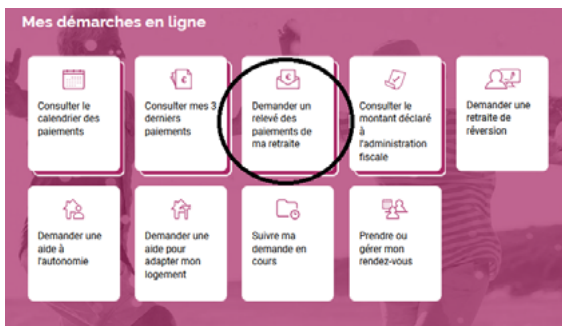 Mes démarches en ligne
Consulter le
calendrier des
paiements
Consulter mes 3
derniers
paiements
Demander un
relevé des
paiements de
ma retraite
Consulter le
montant déclaré
à
l'administration
fiscale
Demander une
retraite de
réversion
Demander une
aide à
l'autonomie
Demander une
aide pour
adapter mon
logement
Suivre ma
demande en
cours
Prendre ou
gérer mon
rendez-vous